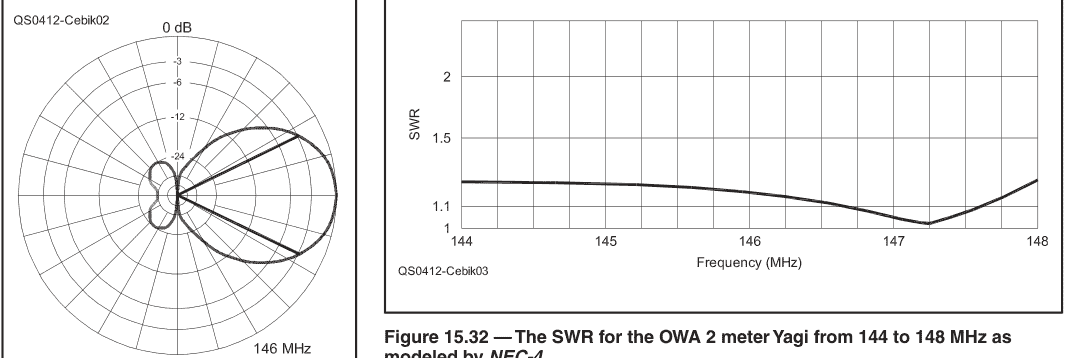 QS0412-Cebik02
0 dB
-3
-6
-12
-24
146 MHz
SWR
2
1.5
1.1
1
144
145
146
147
148
Frequency (MHz)
QS0412-Cebik03
Figure 15.32 — The SWR for the OWA 2 meter Yagi from 144 to 148 MHz as
modeled by NEC-4